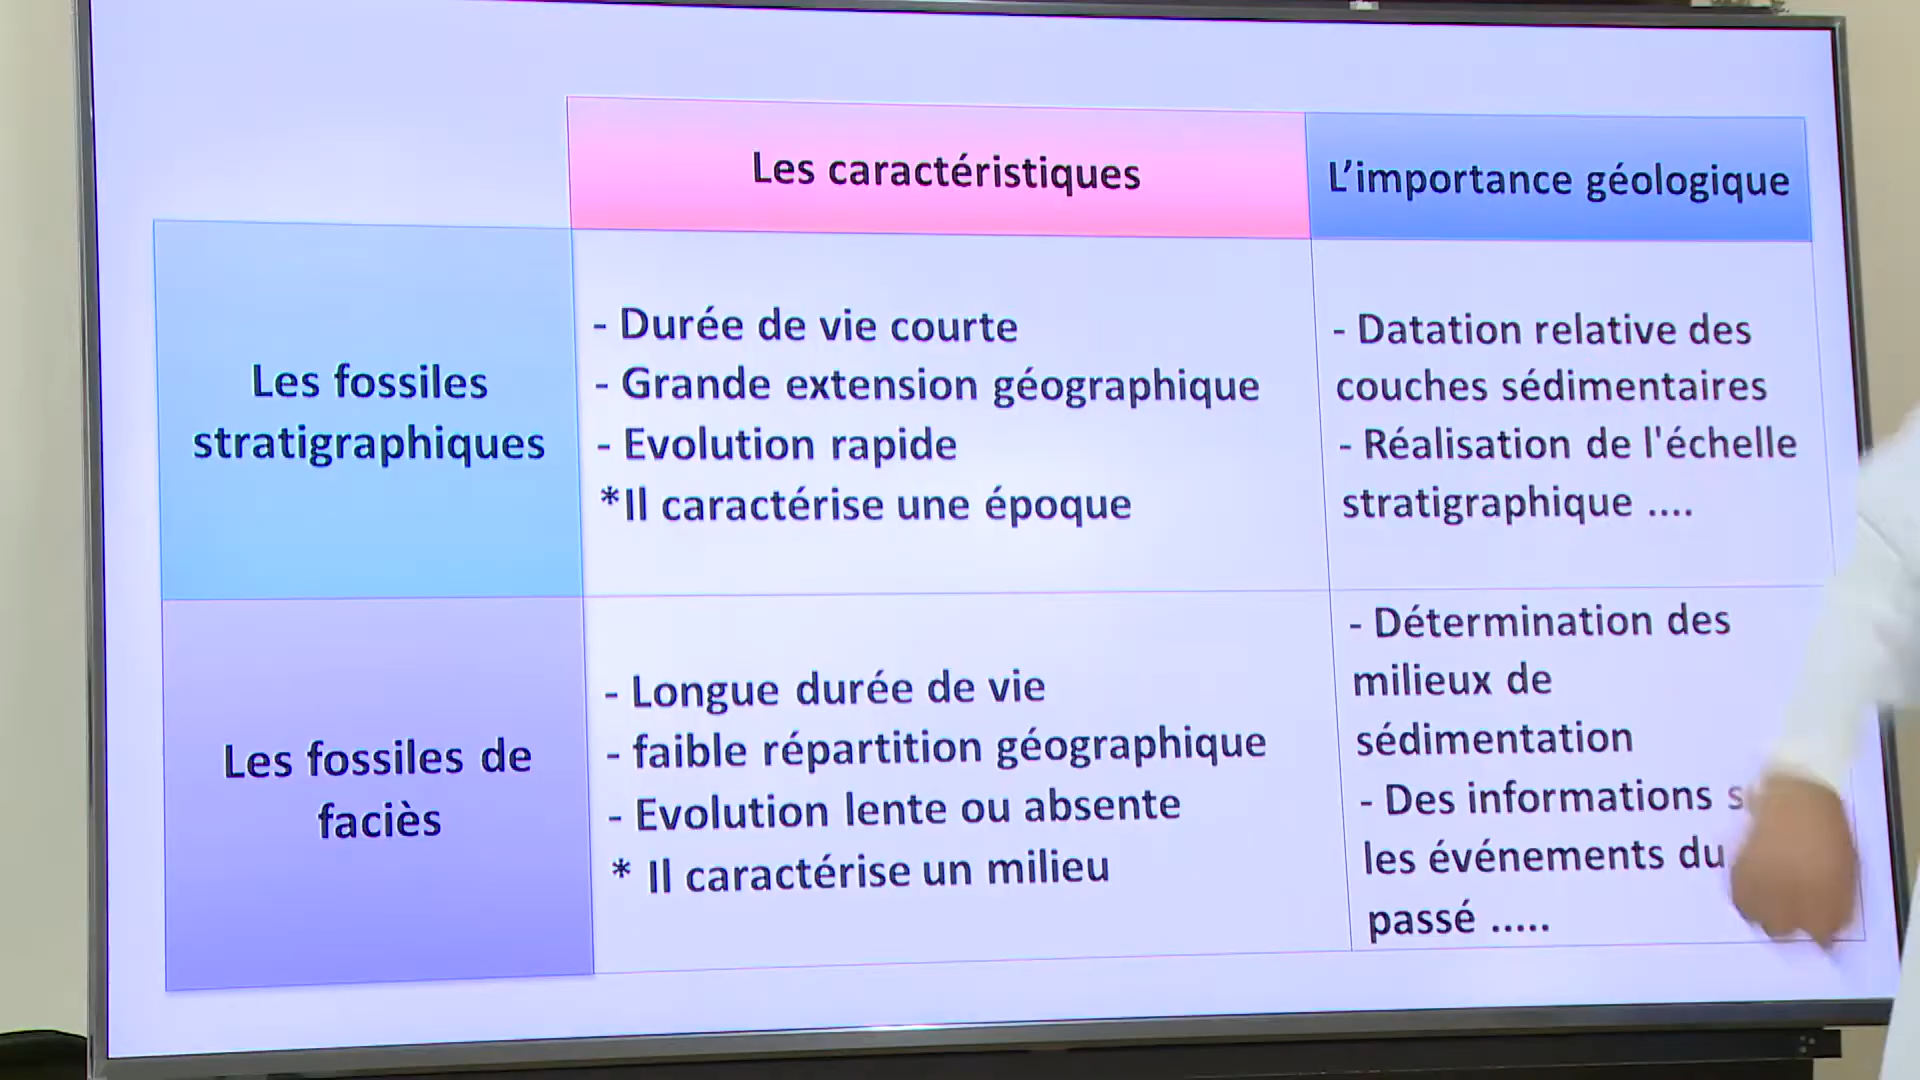 Les caractéristiques
L’importance géologique
Les fossiles
stratigraphiques
- Durée de vie courte
- Grande extension géographique
- Evolution rapide
*Il caractérise une époque
- Datation relative des
couches sédimentaires
- Réalisation de l'échelle
stratigraphique ....
Les fossiles de
faciès
- Longue durée de vie
- faible répartition géographique
- Evolution lente ou absente
* Il caractérise un milieu
- Détermination des
milieux de
sédimentation
- Des informations
les événements du
passé .....